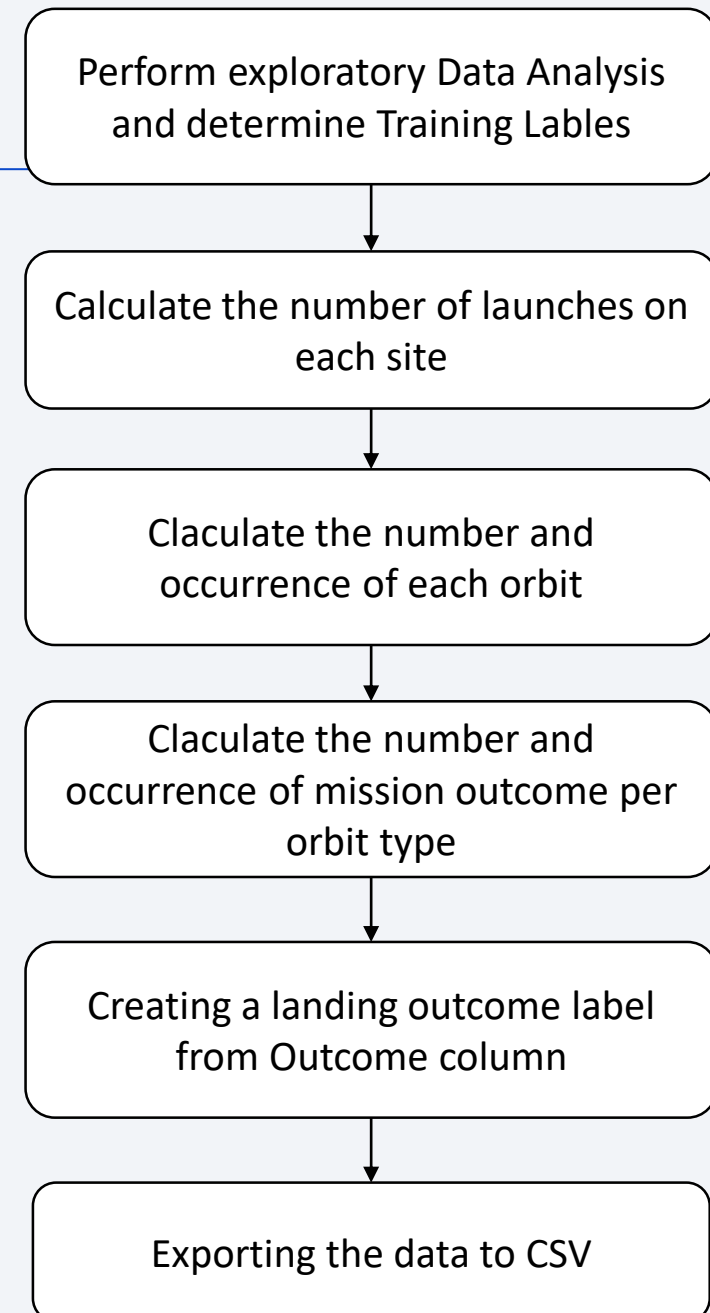 Perform exploratory Data Analysis
and determine Training Lables
Calculate the number of launches on
each site
Claculate the number and
occurrence of each orbit
Claculate the number and
occurrence of mission outcome per
orbit type
Creating a landing outcome label
from Outcome column
Exporting the data to CSV